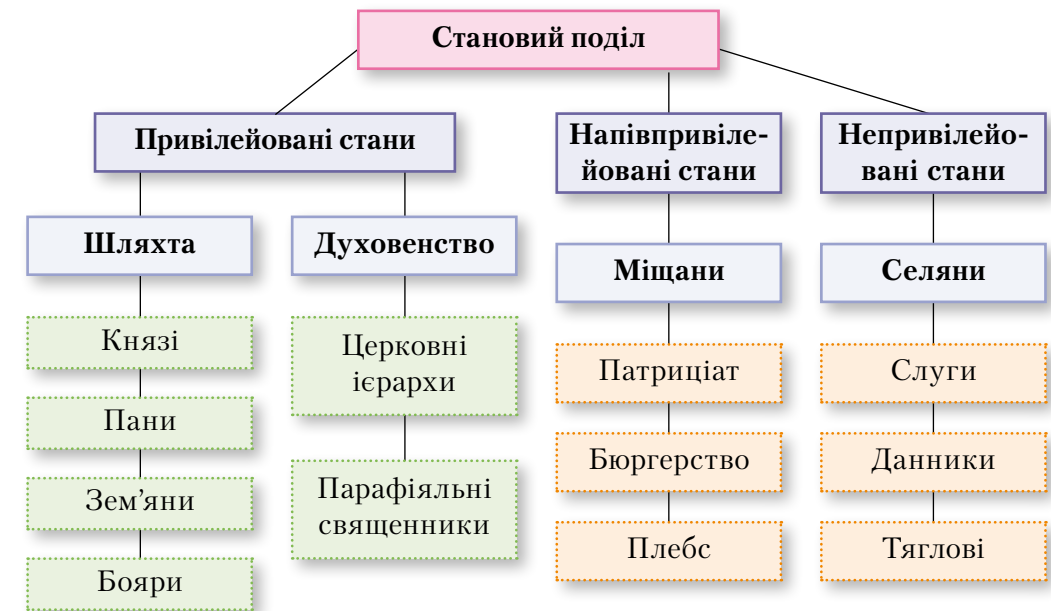 Становий поділ
Привілейовані стани
Напівпривіле-
йовані стани
Непривілейо-
вані стани
Шляхта
Духовенство
Міщани
Селяни
Князі
Пани
Зем’яни
Бояри
Церковні
ієрархи
Парафіяльні
священники
Патриціат
Бюргерство
Плебс
Слуги
Данники
Тяглові